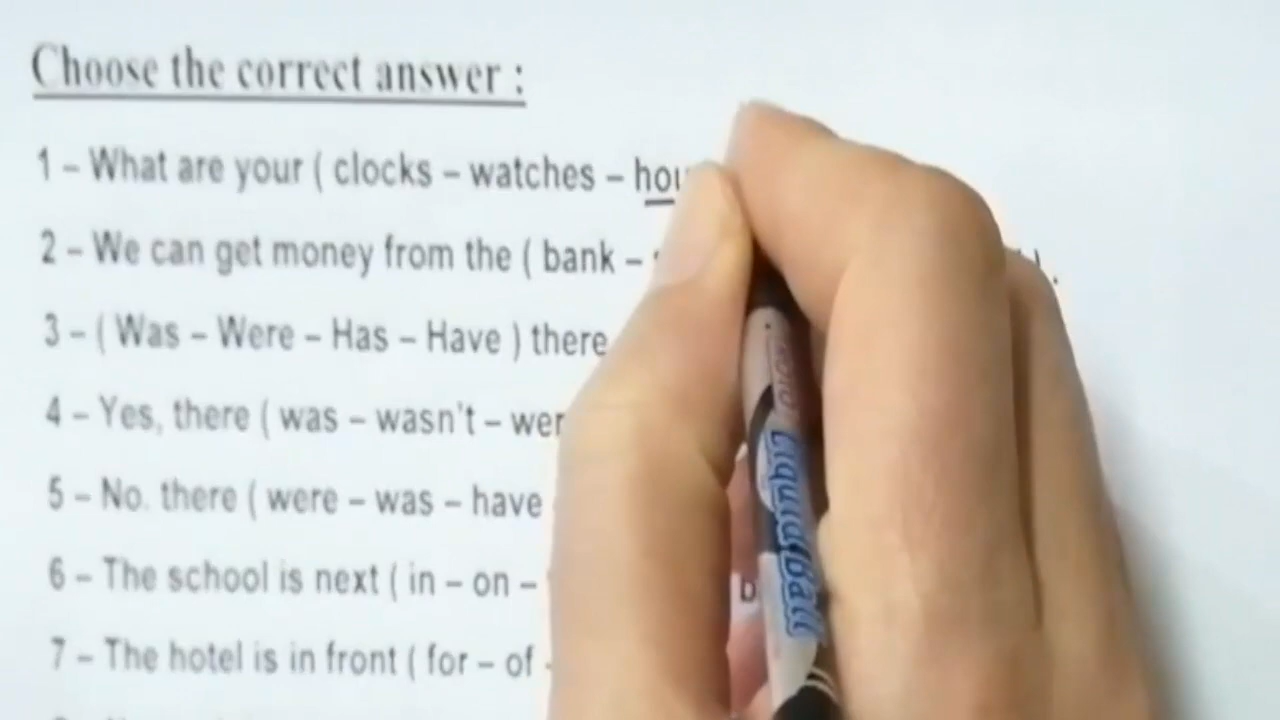 Choose the correct answer :
1 – What are your ( clocks – watches –
2 – We can get money from the ( bank – ) .
3 – ( Was – Were – Has – Have ) there
4 – Yes, there ( was – wasn't –
5 – No. there ( were – was – have
6 – The school is next ( in – on –
7 – The hotel is in front ( for – of -
Liquid Ball